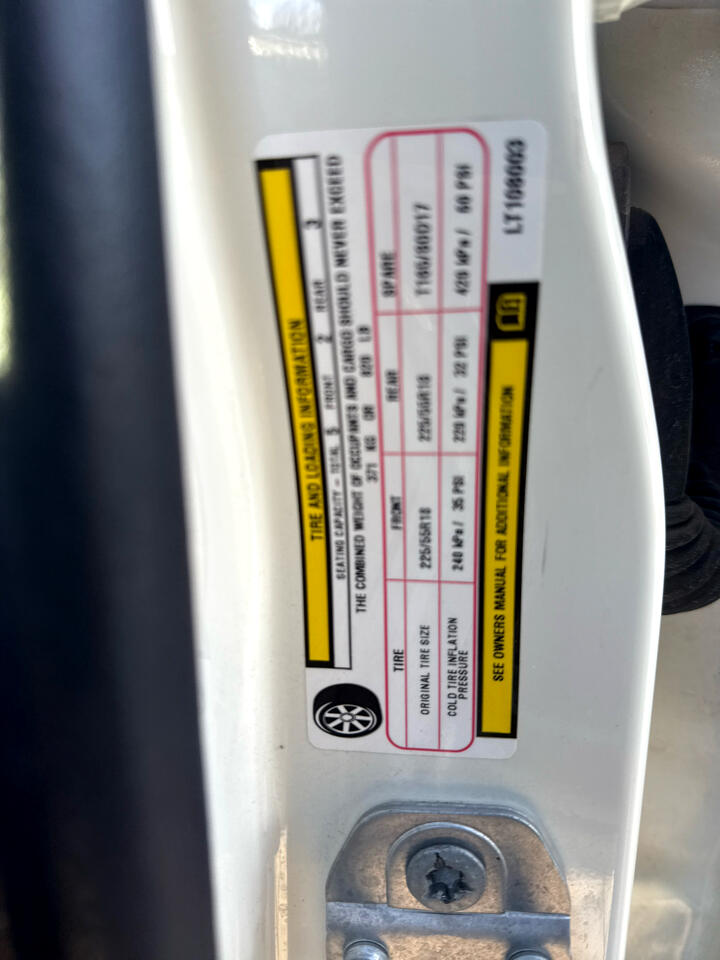 TIRE AND LOADING INFORMATION
SEATING CAPACITY - TOTAL 5 FRONT 2 REAR 3
THE COMBINED WEIGHT OF OCCUPANTS AND CARGO SHOULD NEVER EXCEED
371 KG OR 820 LB
TIRE FRONT REAR SPARE
ORIGINAL TIRE SIZE 225/55R18 225/55R18 T165/80D17
COLD TIRE INFLATION PRESSURE 240 kPa / 35 PSI 220 kPa / 32 PSI 420 kPa / 60 PSI
SEE OWNERS MANUAL FOR ADDITIONAL INFORMATION